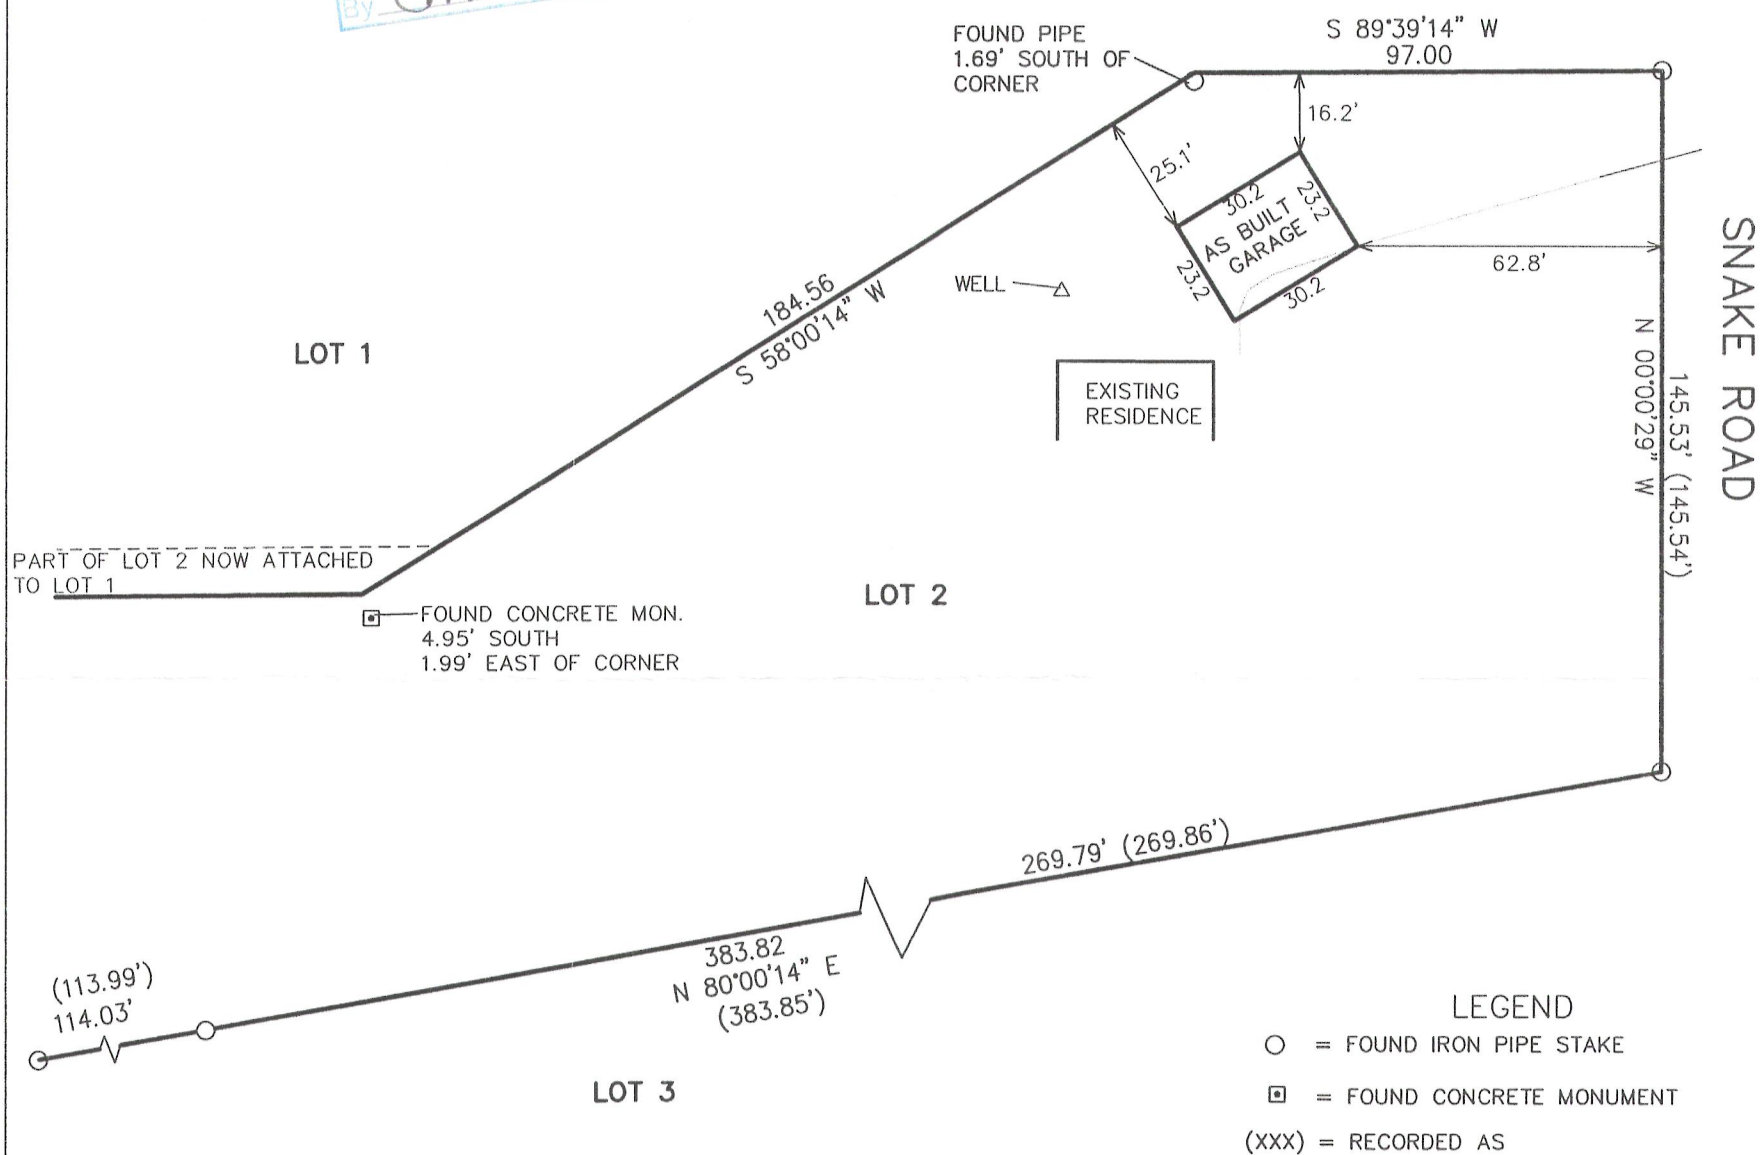 By
FOUND PIPE
1.69' SOUTH OF
CORNER
S 89°39'14" W
97.00
16.2'
25.1'
30.2
23.2
AS BUILT
GARAGE
23.2
30.2
62.8'
WELL
184.56
S 58°00'14" W
LOT 1
EXISTING
RESIDENCE
SNAKE ROAD
N 00°00'29" W
145.53' (145.54')
PART OF LOT 2 NOW ATTACHED
TO LOT 1
LOT 2
FOUND CONCRETE MON.
4.95' SOUTH
1.99' EAST OF CORNER
269.79' (269.86')
383.82
N 80°00'14" E
(383.85')
(113.99')
114.03'
LOT 3
LEGEND
= FOUND IRON PIPE STAKE
= FOUND CONCRETE MONUMENT
(XXX) = RECORDED AS